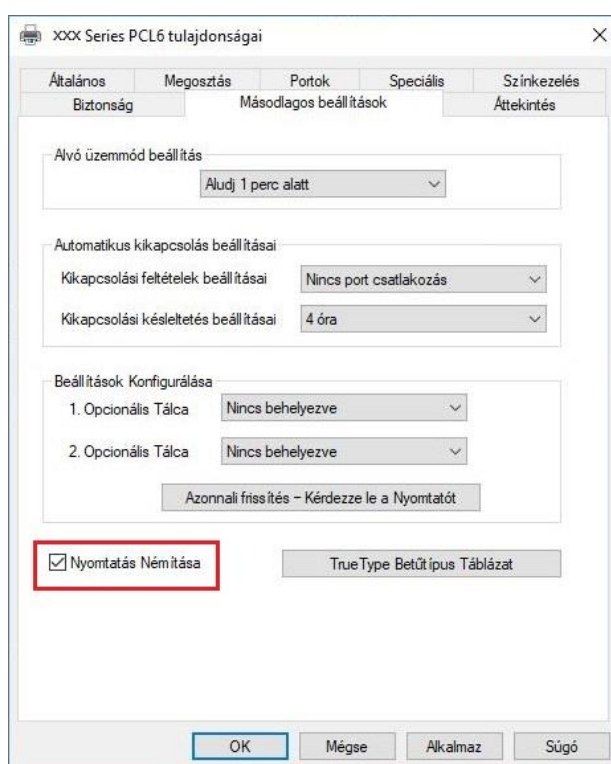 XXX Series PCL6 tulajdonságai
Általános Megosztás Portok Speciális Színkezelés
Biztonság Másodlagos beállítások Áttekintés
Alvó üzemmód beállítás
Aludj 1 perc alatt
Automatikus kikapcsolás beállításai
Kikapcsolási feltételek beállításai Nincs port csatlakozás
Kikapcsolási késleltetés beállításai 4 óra
Beállítások Konfigurálása
1. Opcionális Tálca Nincs behelyezve
2. Opcionális Tálca Nincs behelyezve
Azonnali frissítés – Kérdezze le a Nyomtatót
Nyomtatás Némítása TrueType Betűtípus Táblázat
OK Mégse Alkalmaz Súgó